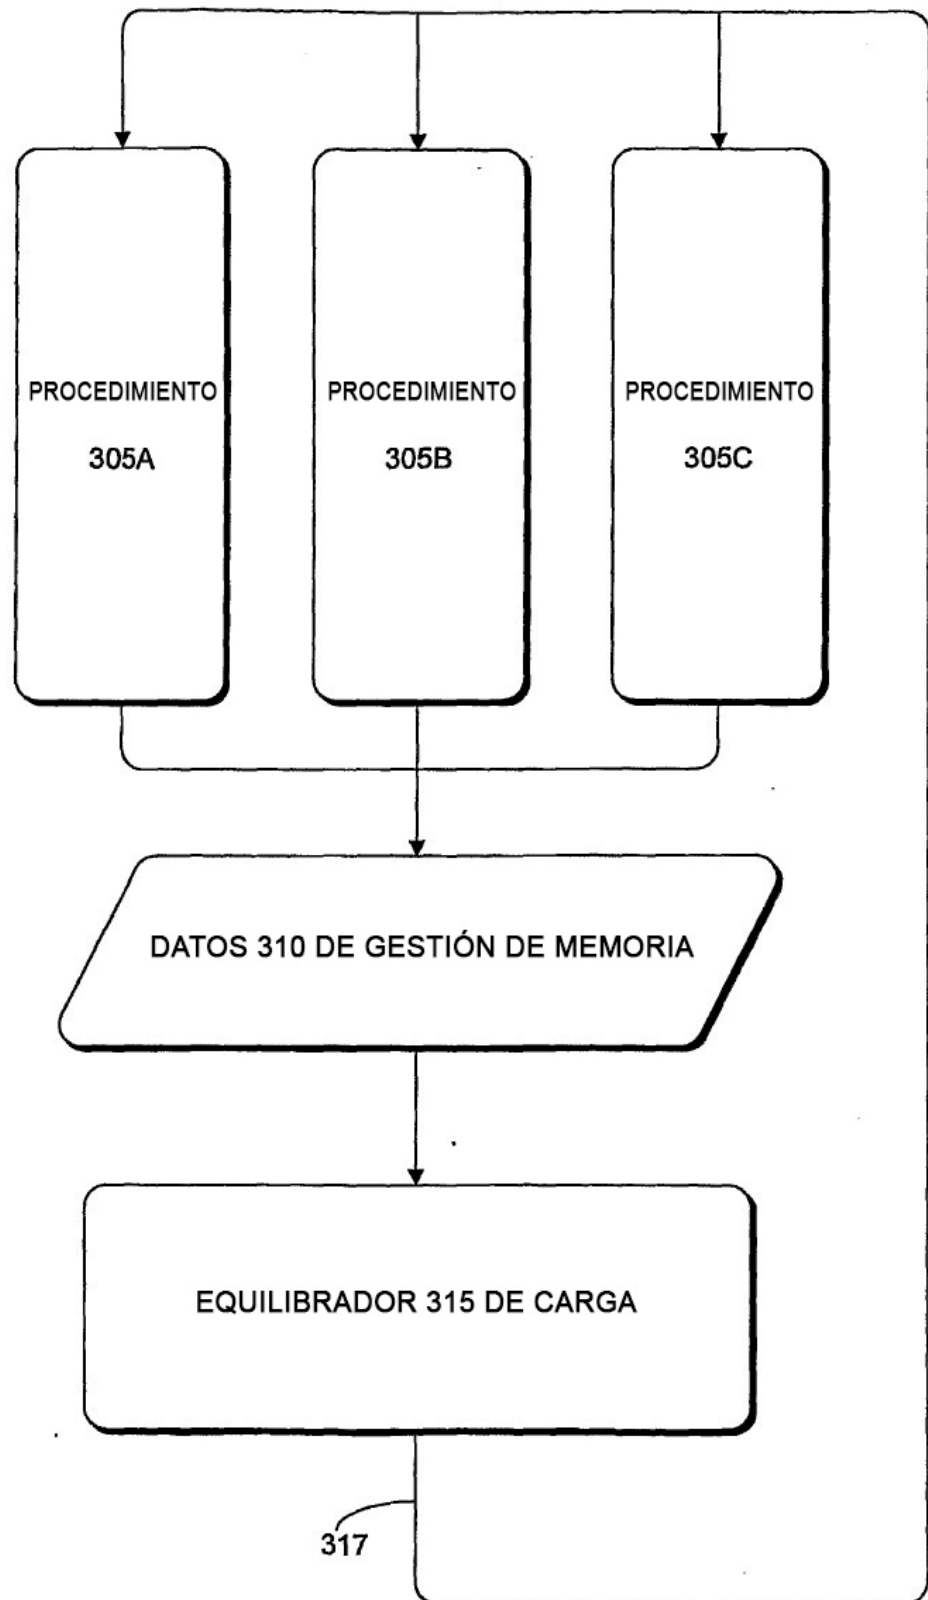 PROCEDIMIENTO
305A
PROCEDIMIENTO
305B
PROCEDIMIENTO
305C
DATOS 310 DE GESTIÓN DE MEMORIA
EQUILIBRADOR 315 DE CARGA
317